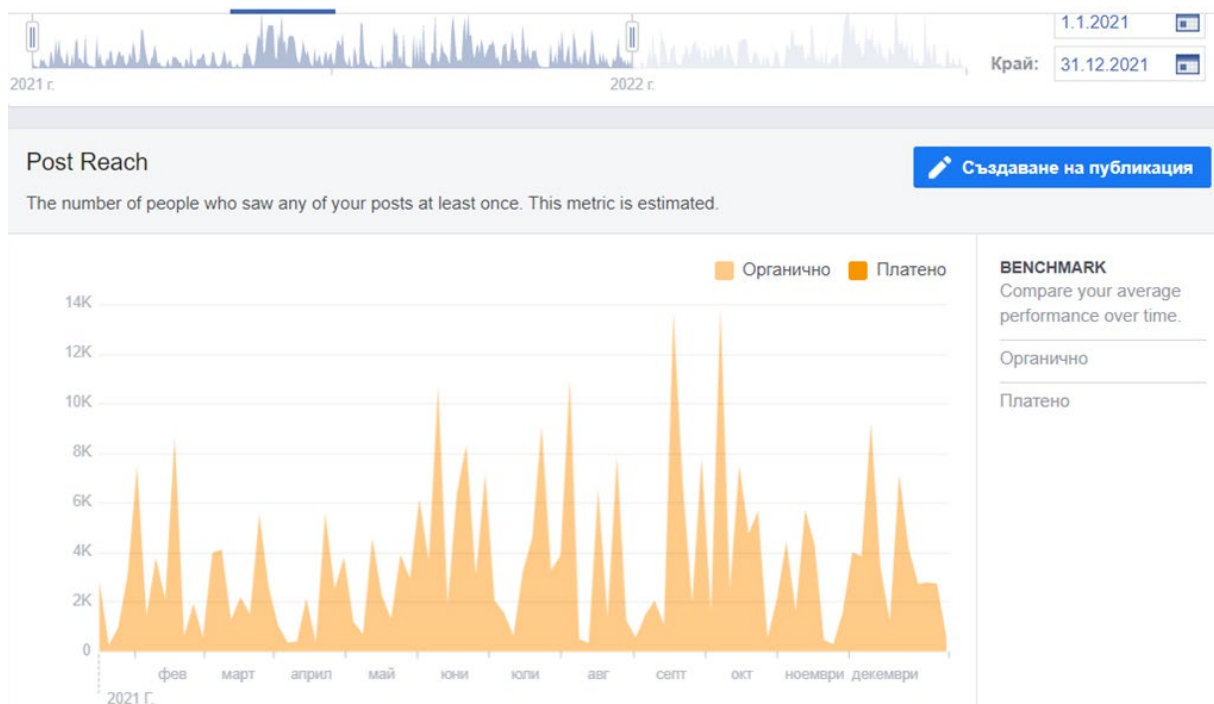 1.1.2021
Край: 31.12.2021
2021 г.
2022 г.
Post Reach
Създаване на публикация
The number of people who saw any of your posts at least once. This metric is estimated.
Органично Платено
BENCHMARK
Compare your average
performance over time.
Органично
Платено
14K
12K
10K
8K
6K
4K
2K
0
фев март април май юни юли авг септ окт ноември декември
2021 Г.